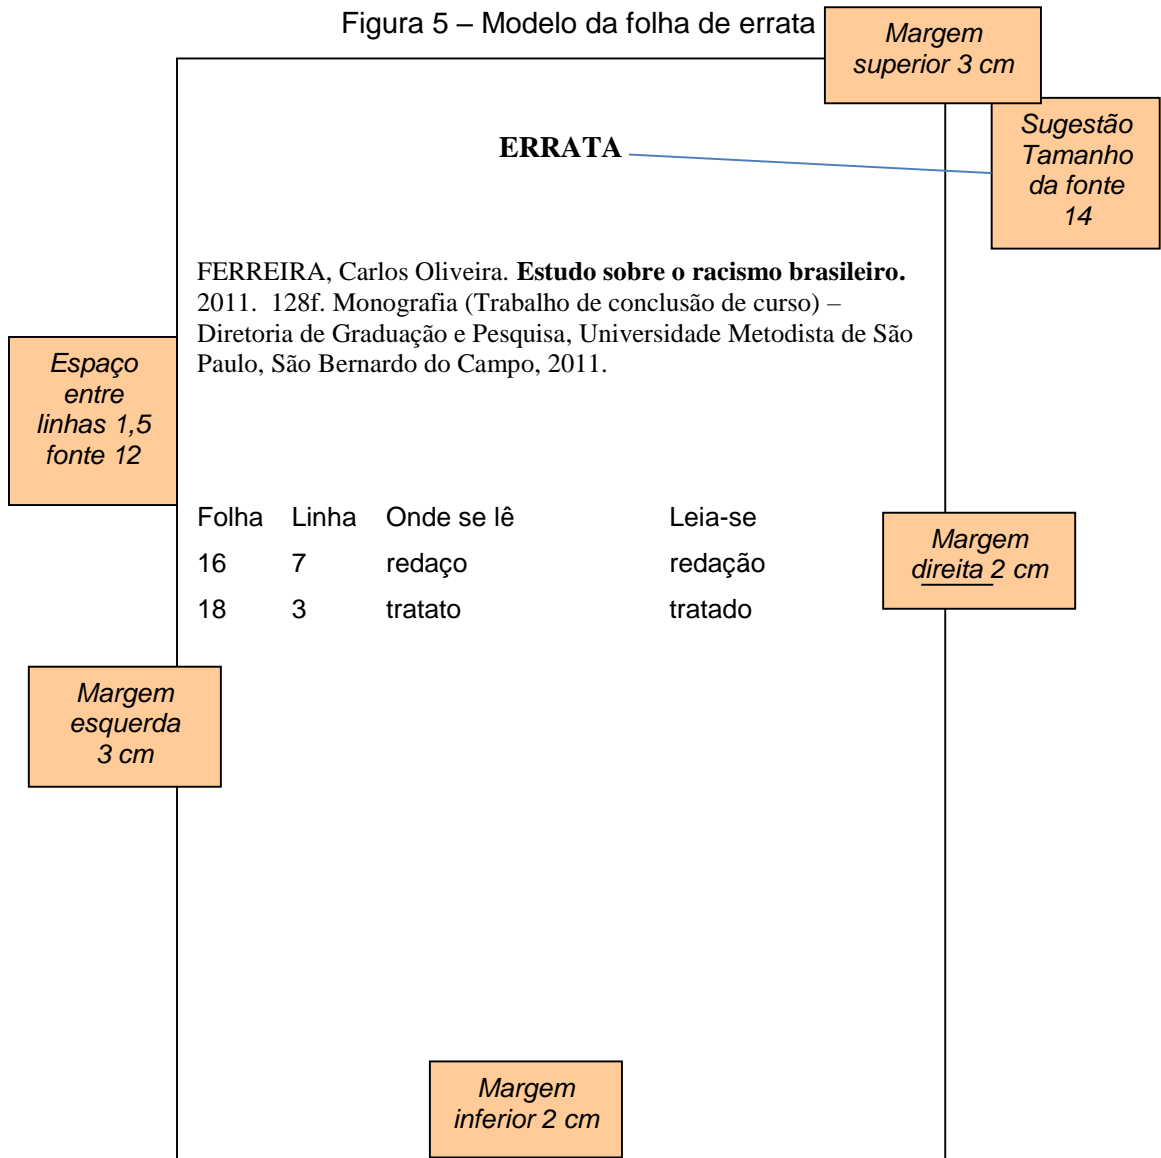 Figura 5 – Modelo da folha de errata
Margem
superior 3 cm
Sugestão
Tamanho
da fonte
14
ERRATA
FERREIRA, Carlos Oliveira. Estudo sobre o racismo brasileiro.
2011.  128f. Monografia (Trabalho de conclusão de curso) –
Diretoria de Graduação e Pesquisa, Universidade Metodista de São
Paulo, São Bernardo do Campo, 2011.
Espaço
entre
linhas 1,5
fonte 12
Folha Linha Onde se lê Leia-se
16 7 redaço redação
18 3 tratato tratado
Margem
direita 2 cm
Margem
esquerda
3 cm
Margem
inferior 2 cm